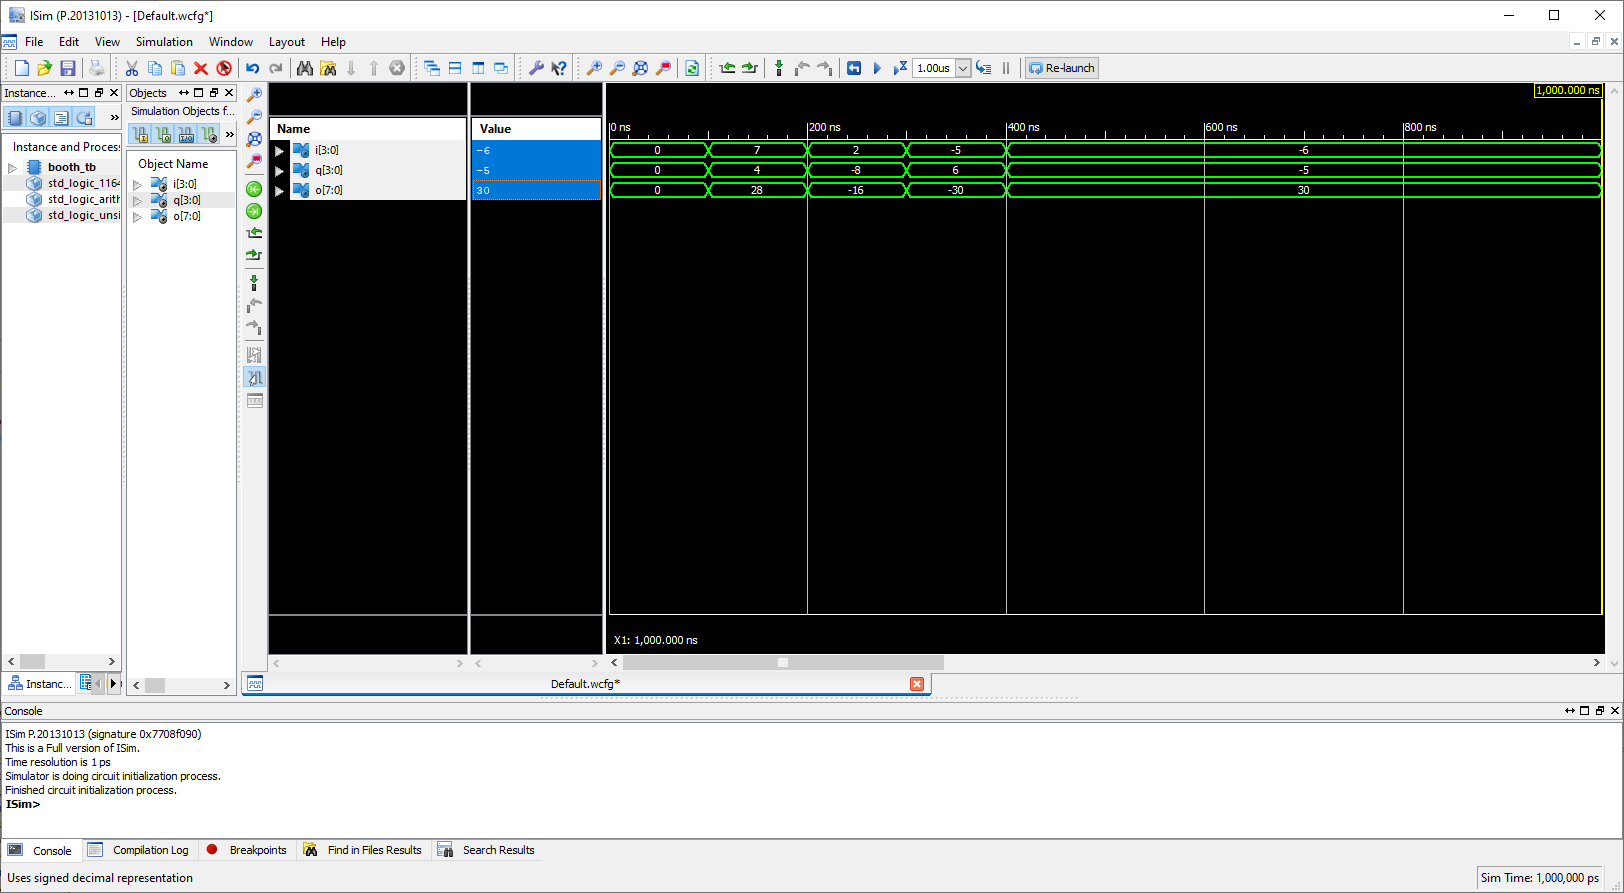 ISim (P.20131013) - [Default.wcfg*]
File Edit View Simulation Window Layout Help
1.00us
Re-launch
Instance...
Objects
Simulation Objects f...
Instance and Process
booth_tb
std_logic_1164
std_logic_arith
std_logic_unsi
Object Name
i[3:0]
q[3:0]
o[7:0]
Name Value
i[3:0] -6
q[3:0] -5
o[7:0] 30
1,000.000 ns
0 ns 200 ns 400 ns 600 ns 800 ns
0 7 2 -5 -6
0 4 -8 6 -5
0 28 -16 -30 30
X1: 1,000.000 ns
Instanc...
Default.wcfg*
Console
ISim P.20131013 (signature 0x7708f090)
This is a Full version of ISim.
Time resolution is 1 ps
Simulator is doing circuit initialization process.
Finished circuit initialization process.
ISim>
Console Compilation Log Breakpoints Find in Files Results Search Results
Uses signed decimal representation
Sim Time: 1,000,000 ps